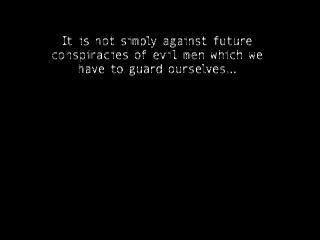 It is not simply against future
conspiracies of evil men which we
have to guard ourselves...